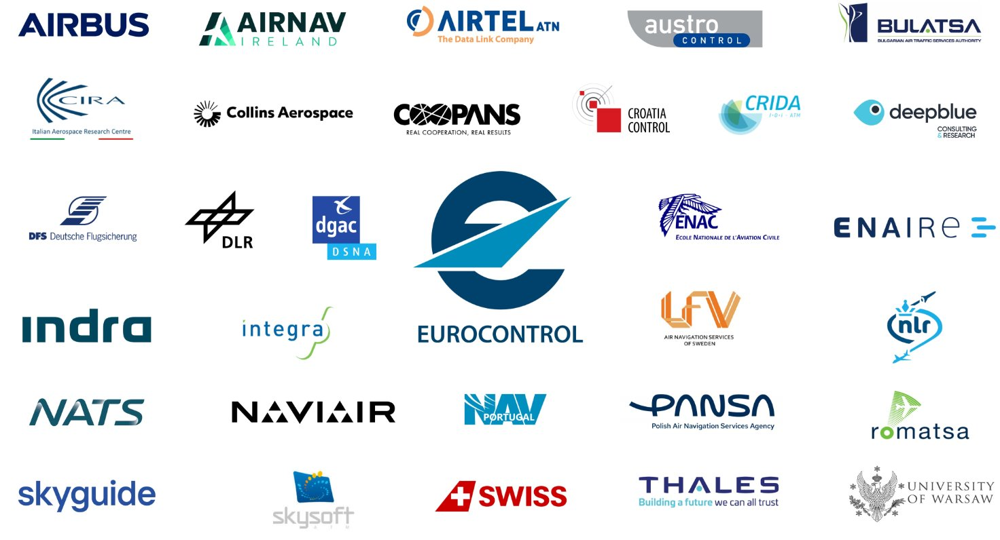 AIRBUS
AIRNAV
IRELAND
AIRTEL ATN
The Data Link Company
austro
CONTROL
BULATSA
BULGARIAN AIR TRAFFIC SERVICES AUTHORITY
CIRA
Italian Aerospace Research Centre
Collins Aerospace
COOPANS
REAL COOPERATION, REAL RESULTS
CROATIA
CONTROL
CRIDA
I·D·I · ATM
deepblue
CONSULTING
& RESEARCH
DFS Deutsche Flugsicherung
DLR
dgac
DSNA
EUROCONTROL
ENAC
ECOLE NATIONALE DE L'AVIATION CIVILE
ENAIRE
indra
integra
LFV
AIR NAVIGATION SERVICES
OF SWEDEN
nlr
NATS
NAVIAIR
NAV
PORTUGAL
PANSA
Polish Air Navigation Services Agency
romatsa
skyguide
skysoft
ATM
SWISS
THALES
Building a future we can all trust
UNIVERSITY
OF WARSAW